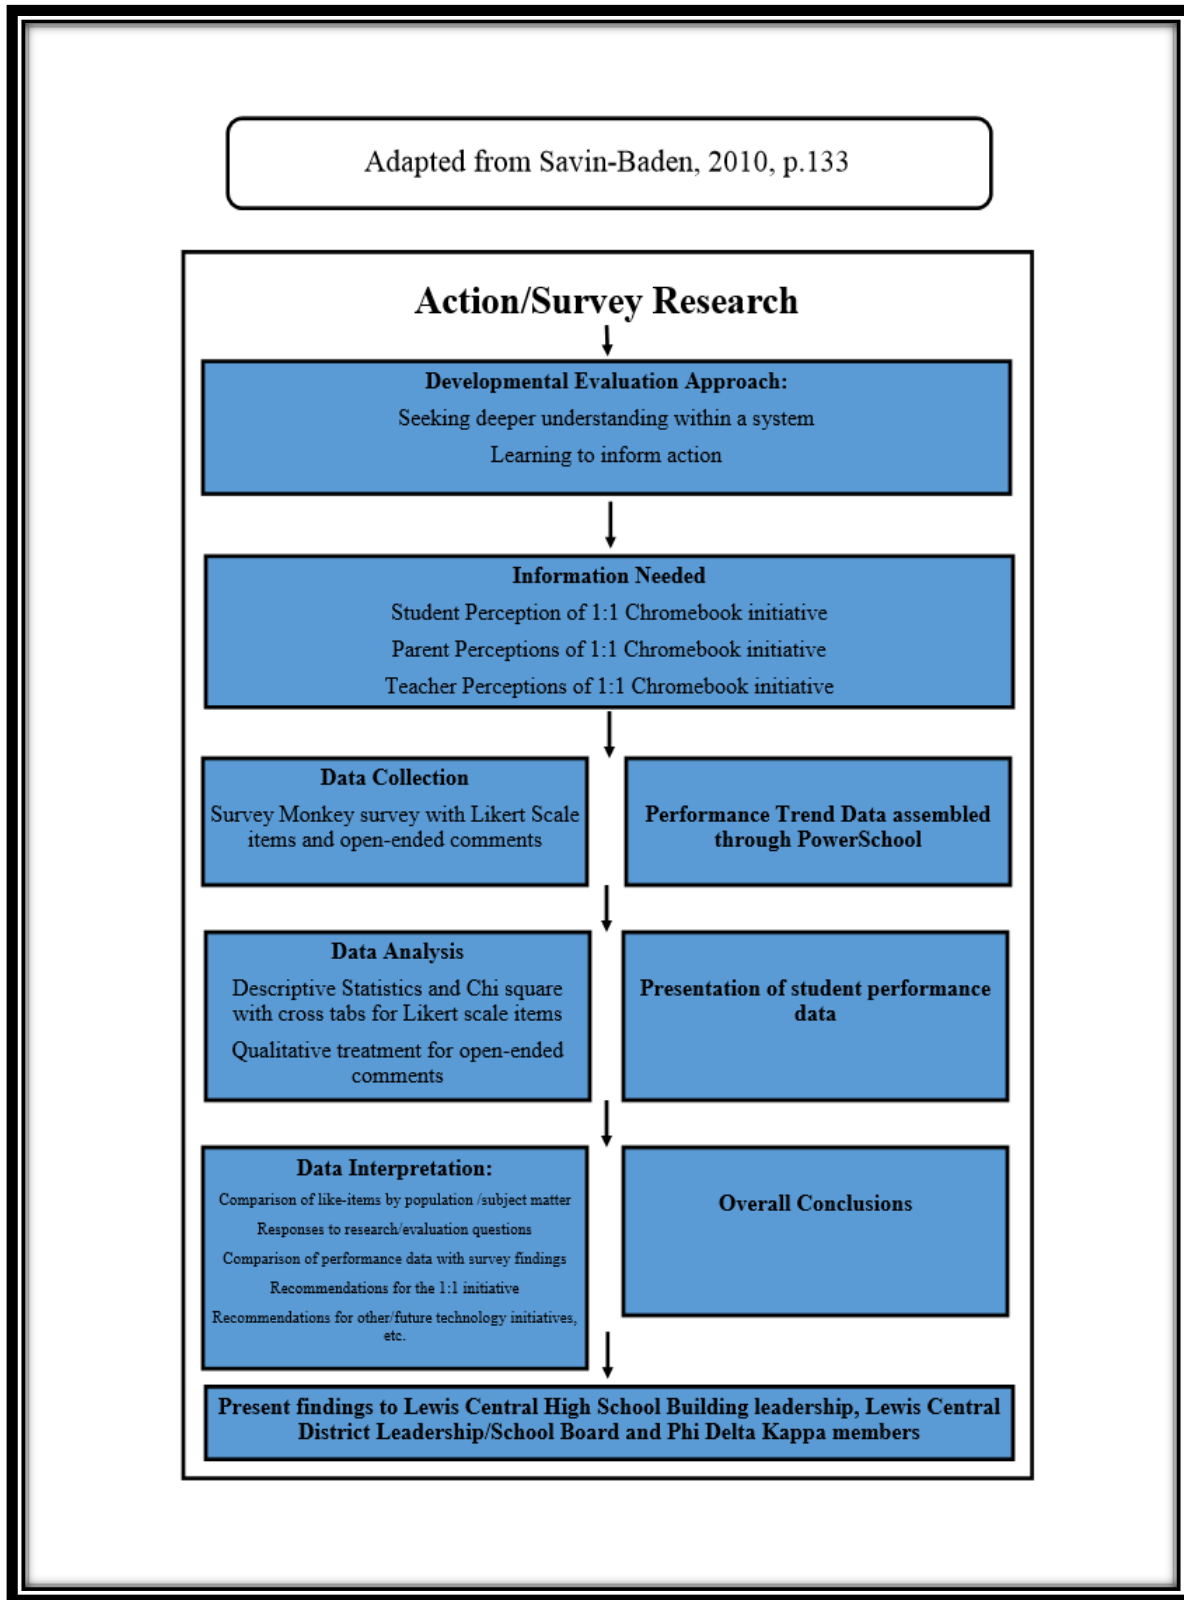 Adapted from Savin-Baden, 2010, p.133
Action/Survey Research
Developmental Evaluation Approach:
Seeking deeper understanding within a system
Learning to inform action
Information Needed
Student Perception of 1:1 Chromebook initiative
Parent Perceptions of 1:1 Chromebook initiative
Teacher Perceptions of 1:1 Chromebook initiative
Data Collection
Survey Monkey survey with Likert Scale
items and open-ended comments
Performance Trend Data assembled
through PowerSchool
Data Analysis
Descriptive Statistics and Chi square
with cross tabs for Likert scale items
Qualitative treatment for open-ended
comments
Presentation of student performance
data
Data Interpretation:
Comparison of like-items by population /subject matter
Responses to research/evaluation questions
Comparison of performance data with survey findings
Recommendations for the 1:1 initiative
Recommendations for other/future technology initiatives,
etc.
Overall Conclusions
Present findings to Lewis Central High School Building leadership, Lewis Central
District Leadership/School Board and Phi Delta Kappa members